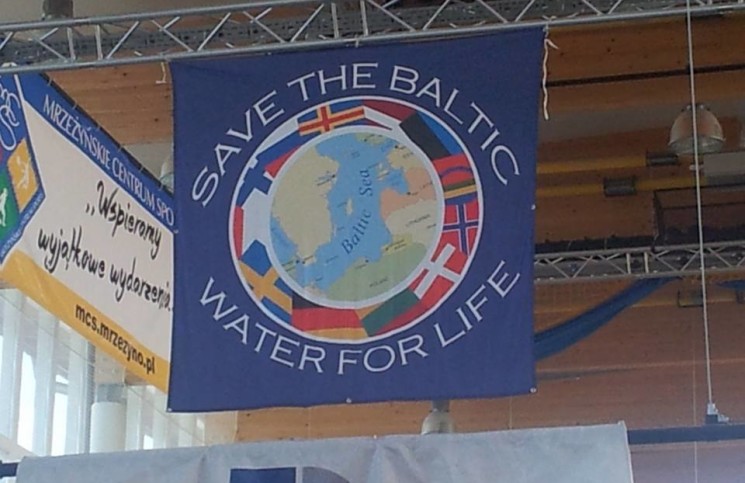 SAVE THE BALTIC
Baltic Sea
WATER FOR LIFE
MRZEŻYŃSKIE CENTRUM SPO
„Wspieramy
wyjątkowe wydarzenia
mcs.mrzezyno.pl